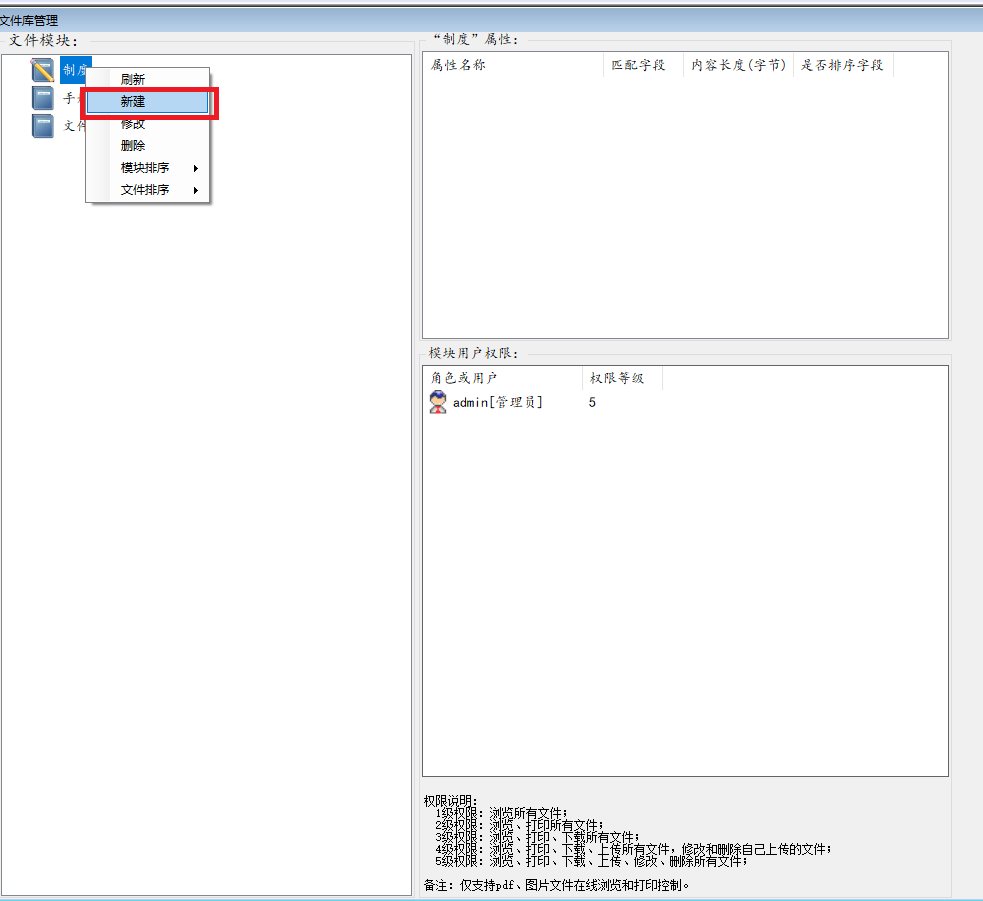 文件库管理
文件模块：
制度
文件
刷新
新建
修改
删除
模块排序
文件排序
“制度”属性：
属性名称 匹配字段 内容长度(字节) 是否排序字段
模块用户权限：
角色或用户 权限等级
admin[管理员] 5
权限说明：
1级权限：浏览所有文件；
2级权限：浏览、打印所有文件；
3级权限：浏览、打印、下载所有文件；
4级权限：浏览、打印、下载、上传所有文件，修改和删除自己上传的文件；
5级权限：浏览、打印、下载、上传、修改、删除所有文件；
备注：仅支持pdf、图片文件在线浏览和打印控制。